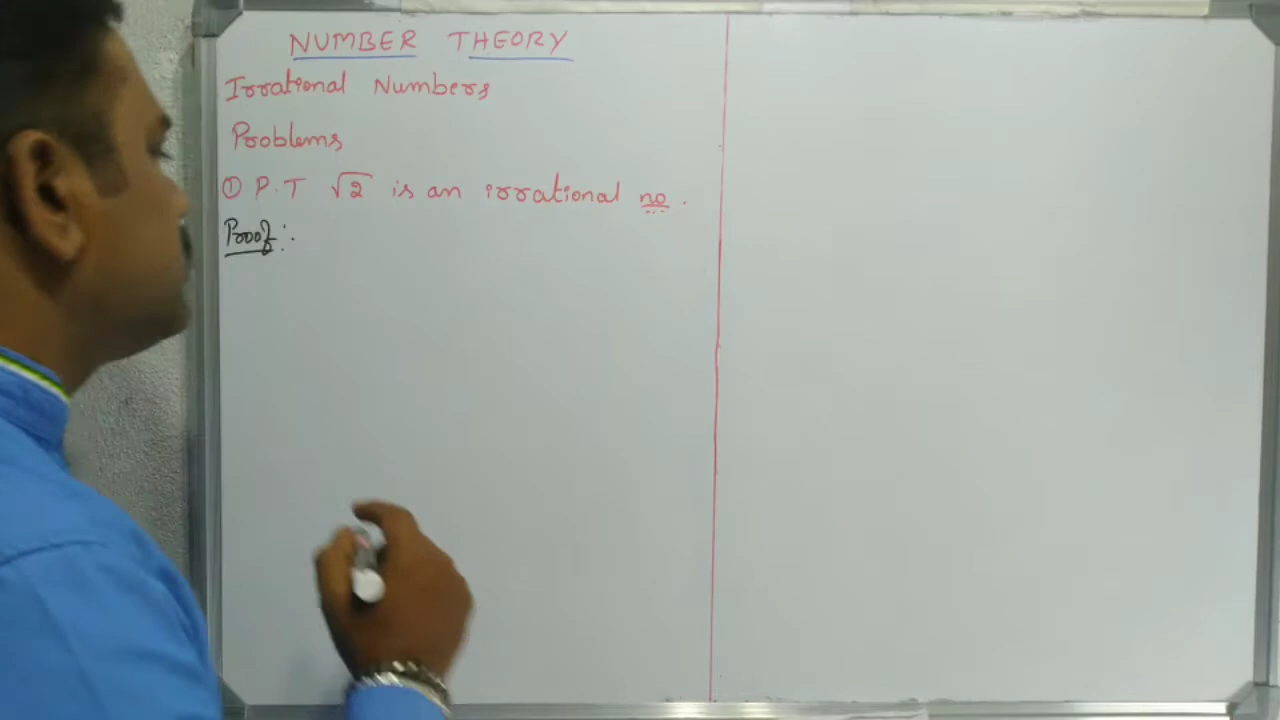 NUMBER THEORY
Irrational Numbers
Problems
① P.T √2 is an irrational no.
Proof: